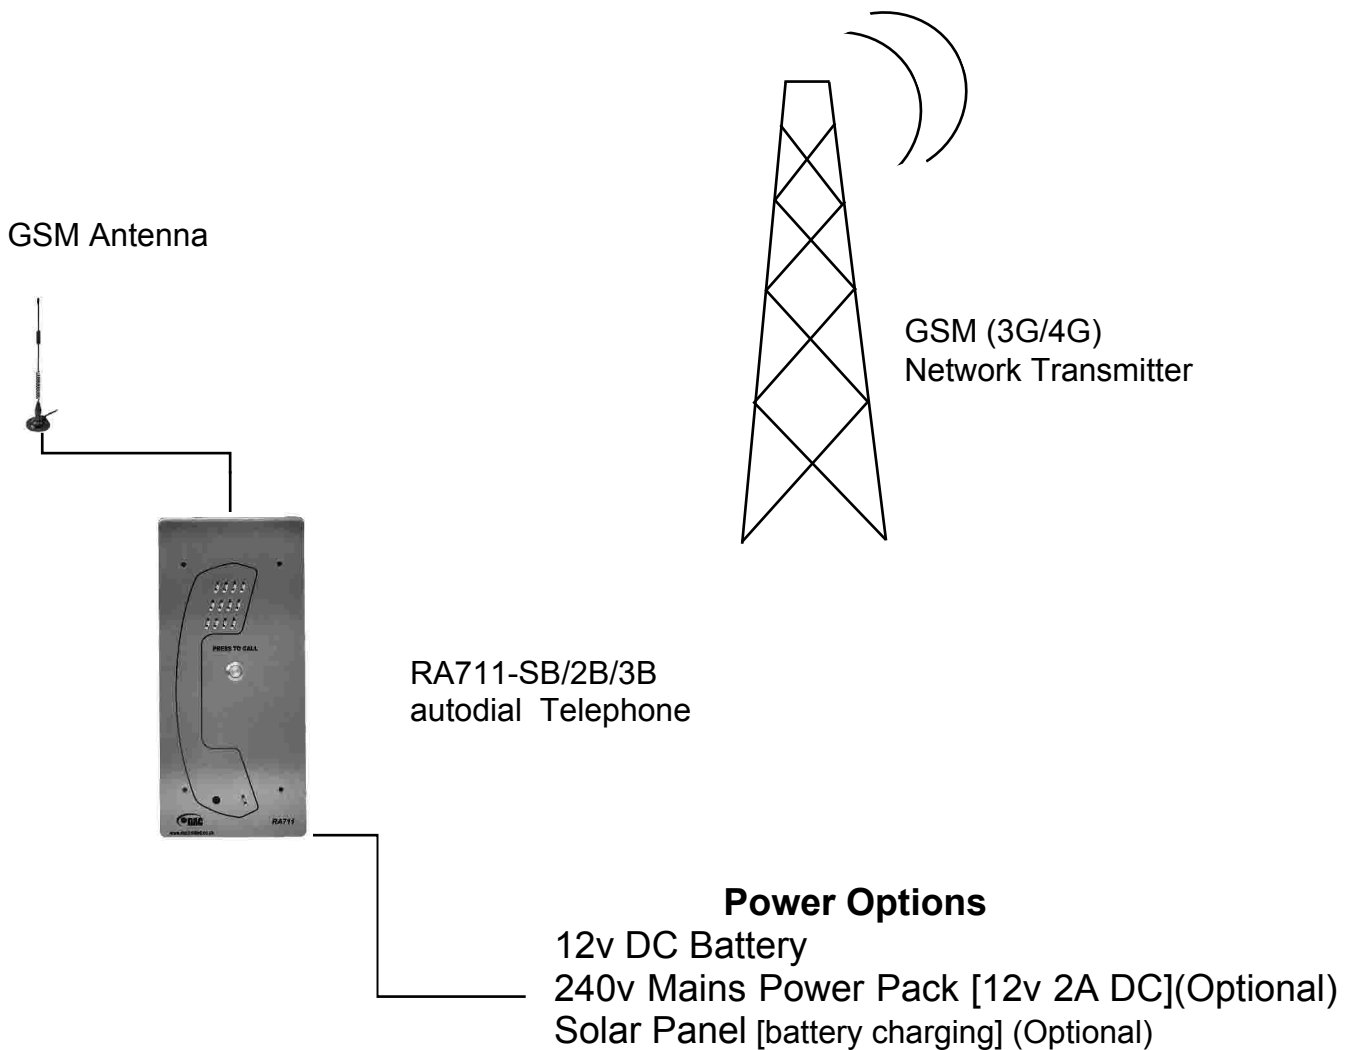 GSM Antenna
GSM (3G/4G)
Network Transmitter
PRESS TO CALL
RA711-SB/2B/3B
autodial Telephone
DAC
RA711
Power Options
12v DC Battery
240v Mains Power Pack [12v 2A DC](Optional)
Solar Panel [battery charging] (Optional)